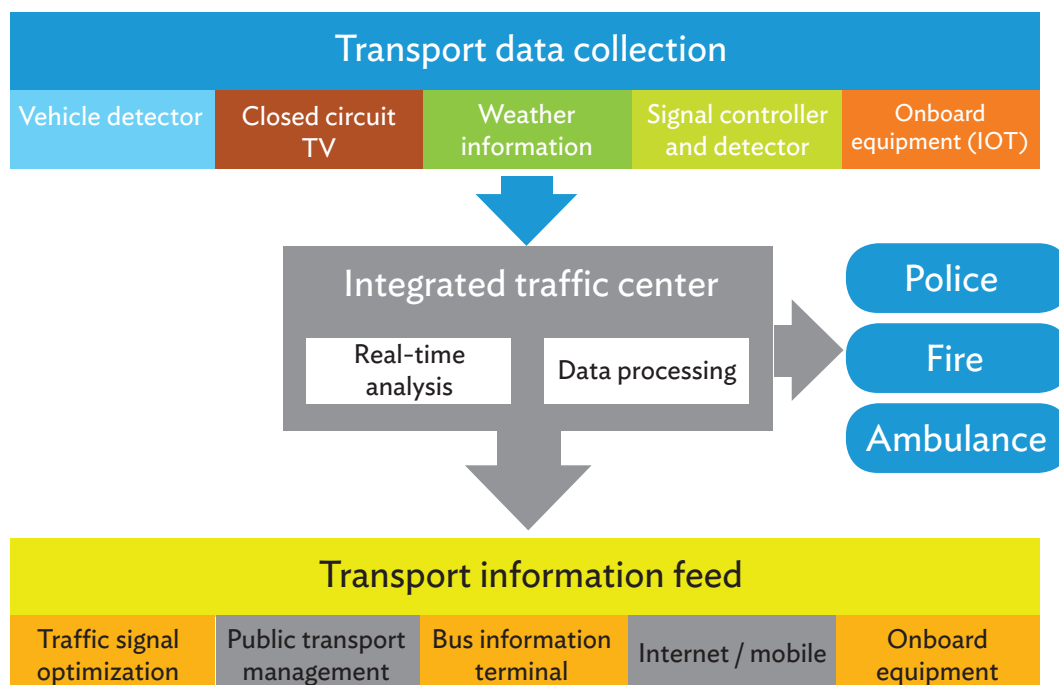 Transport data collection
Vehicle detector
Closed circuit
TV
Weather
information
Signal controller
and detector
Onboard
equipment (IOT)
Integrated traffic center
Real-time
analysis
Data processing
Police
Fire
Ambulance
Transport information feed
Traffic signal
optimization
Public transport
management
Bus information
terminal
Internet / mobile
Onboard
equipment